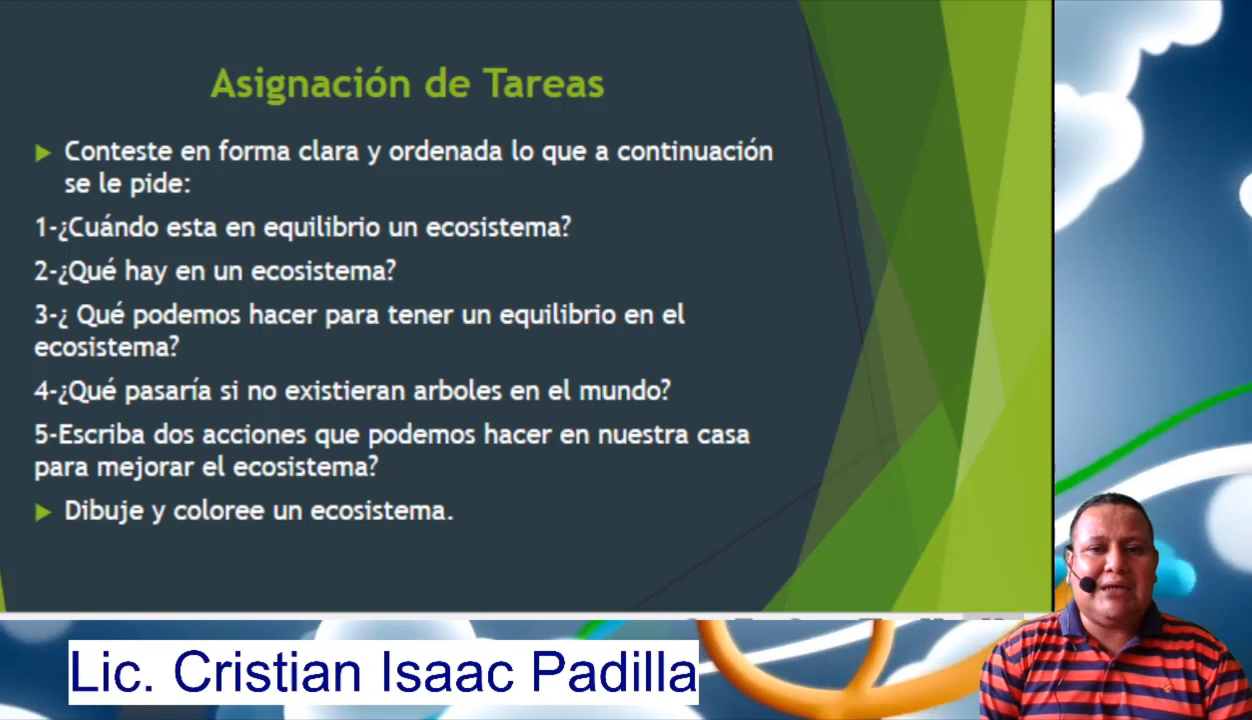 Asignación de Tareas
Conteste en forma clara y ordenada lo que a continuación
se le pide:
1-¿Cuándo esta en equilibrio un ecosistema?
2-¿Qué hay en un ecosistema?
3-¿ Qué podemos hacer para tener un equilibrio en el
ecosistema?
4-¿Qué pasaría si no existieran arboles en el mundo?
5-Escriba dos acciones que podemos hacer en nuestra casa
para mejorar el ecosistema?
Dibuje y coloree un ecosistema.
Lic. Cristian Isaac Padilla